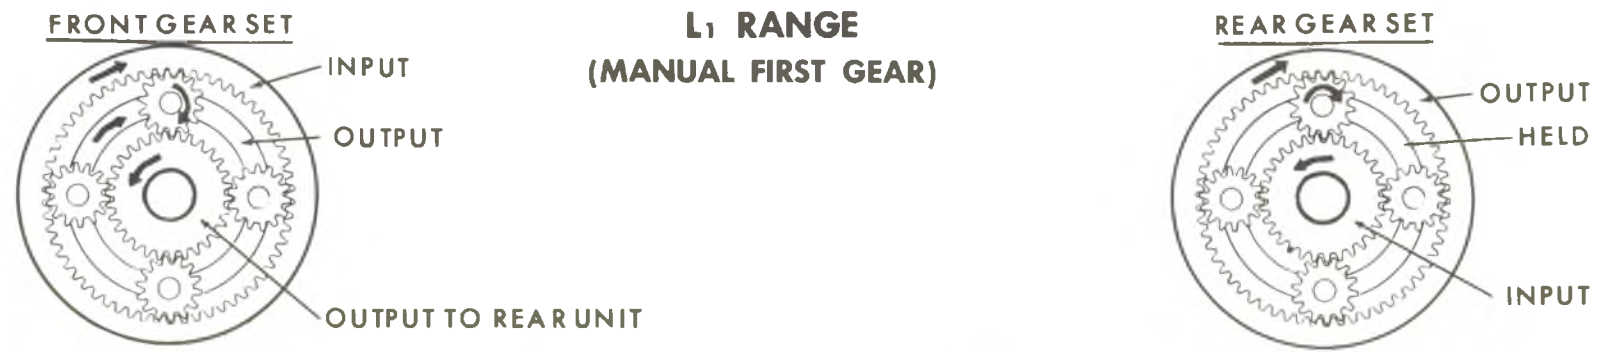 FRONT GEAR SET
L1 RANGE
(MANUAL FIRST GEAR)
REAR GEAR SET
INPUT
OUTPUT
OUTPUT TO REAR UNIT
OUTPUT
HELD
INPUT